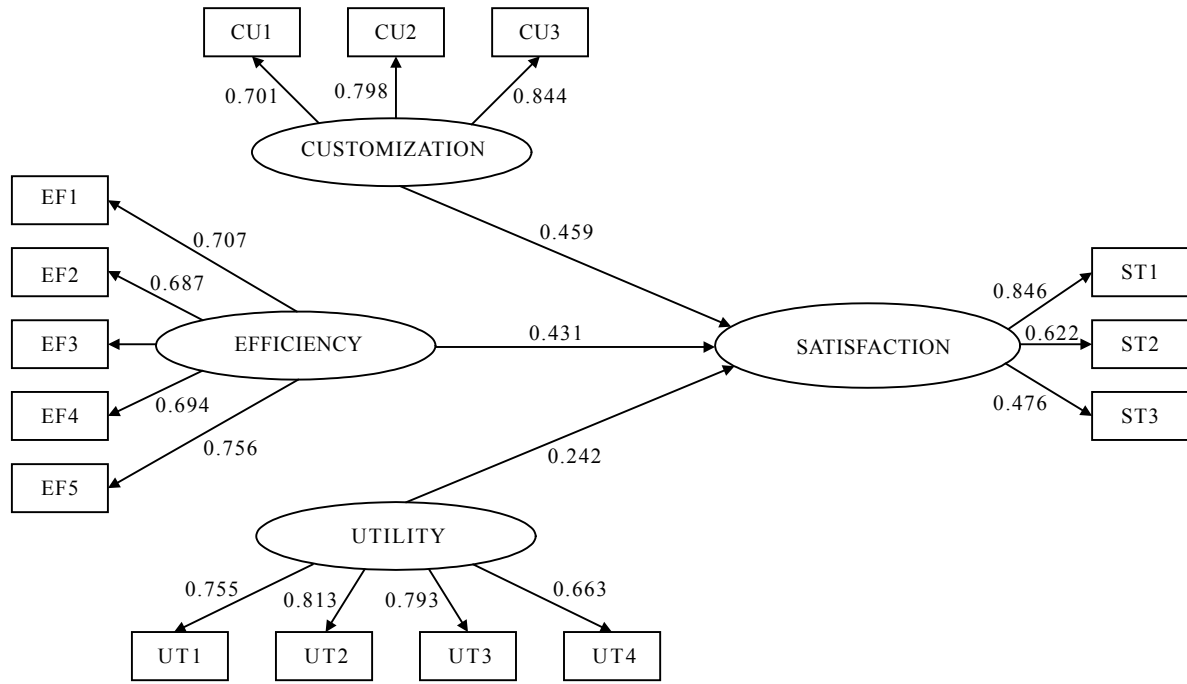 CU1
CU2
CU3
0.701
0.798
0.844
CUSTOMIZATION
EF1
0.707
0.459
EF2
0.687
ST1
0.846
EF3
EFFICIENCY
0.431
SATISFACTION
0.622
ST2
EF4
0.694
0.476
ST3
0.756
0.242
EF5
UTILITY
0.755
0.813
0.793
0.663
UT1
UT2
UT3
UT4